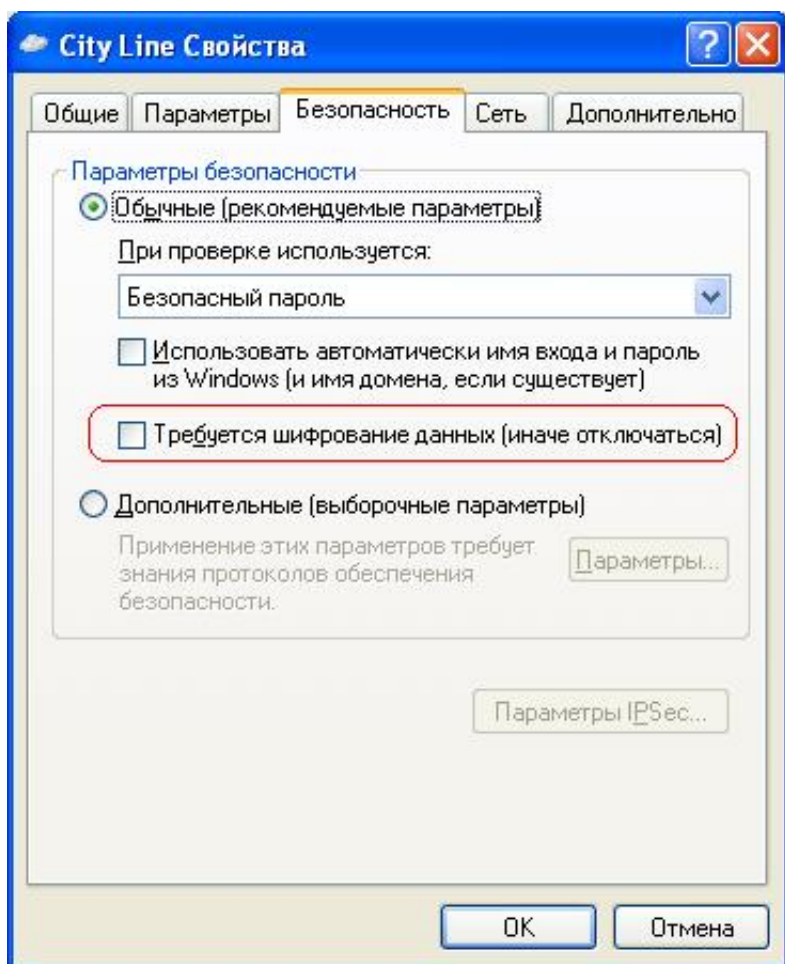 City Line Свойства
Общие
Параметры
Безопасность
Сеть
Дополнительно
Параметры безопасности
Обычные (рекомендуемые параметры)
При проверке используется:
Безопасный пароль
Использовать автоматически имя входа и пароль
из Windows (и имя домена, если существует)
Требуется шифрование данных (иначе отключаться)
Дополнительные (выборочные параметры)
Применение этих параметров требует
знания протоколов обеспечения
безопасности.
Параметры...
Параметры IPSec...
OK
Отмена